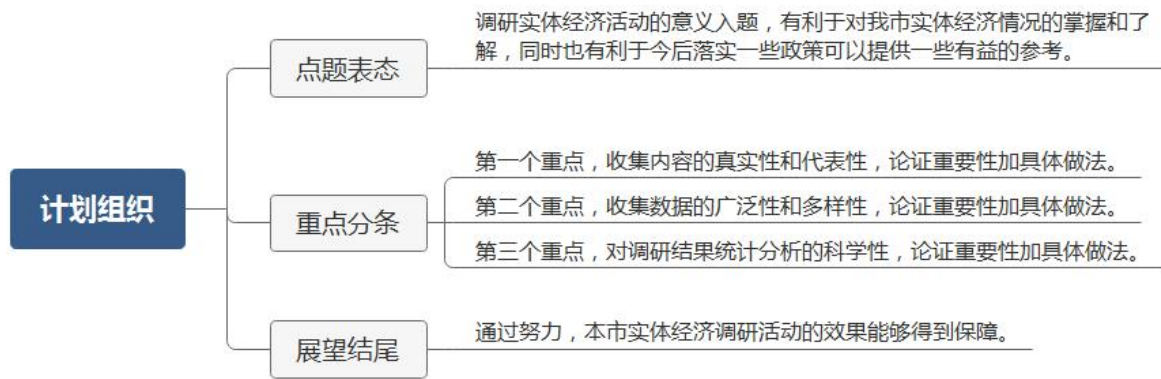 计划组织
点题表态
调研实体经济活动的意义入题，有利于对我市实体经济情况的掌握和了
解，同时也有利于今后落实一些政策可以提供一些有益的参考。
重点分条
第一个重点，收集内容的真实性和代表性，论证重要性加具体做法。
第二个重点，收集数据的广泛性和多样性，论证重要性加具体做法。
第三个重点，对调研结果统计分析的科学性，论证重要性加具体做法。
展望结尾
通过努力，本市实体经济调研活动的效果能够得到保障。